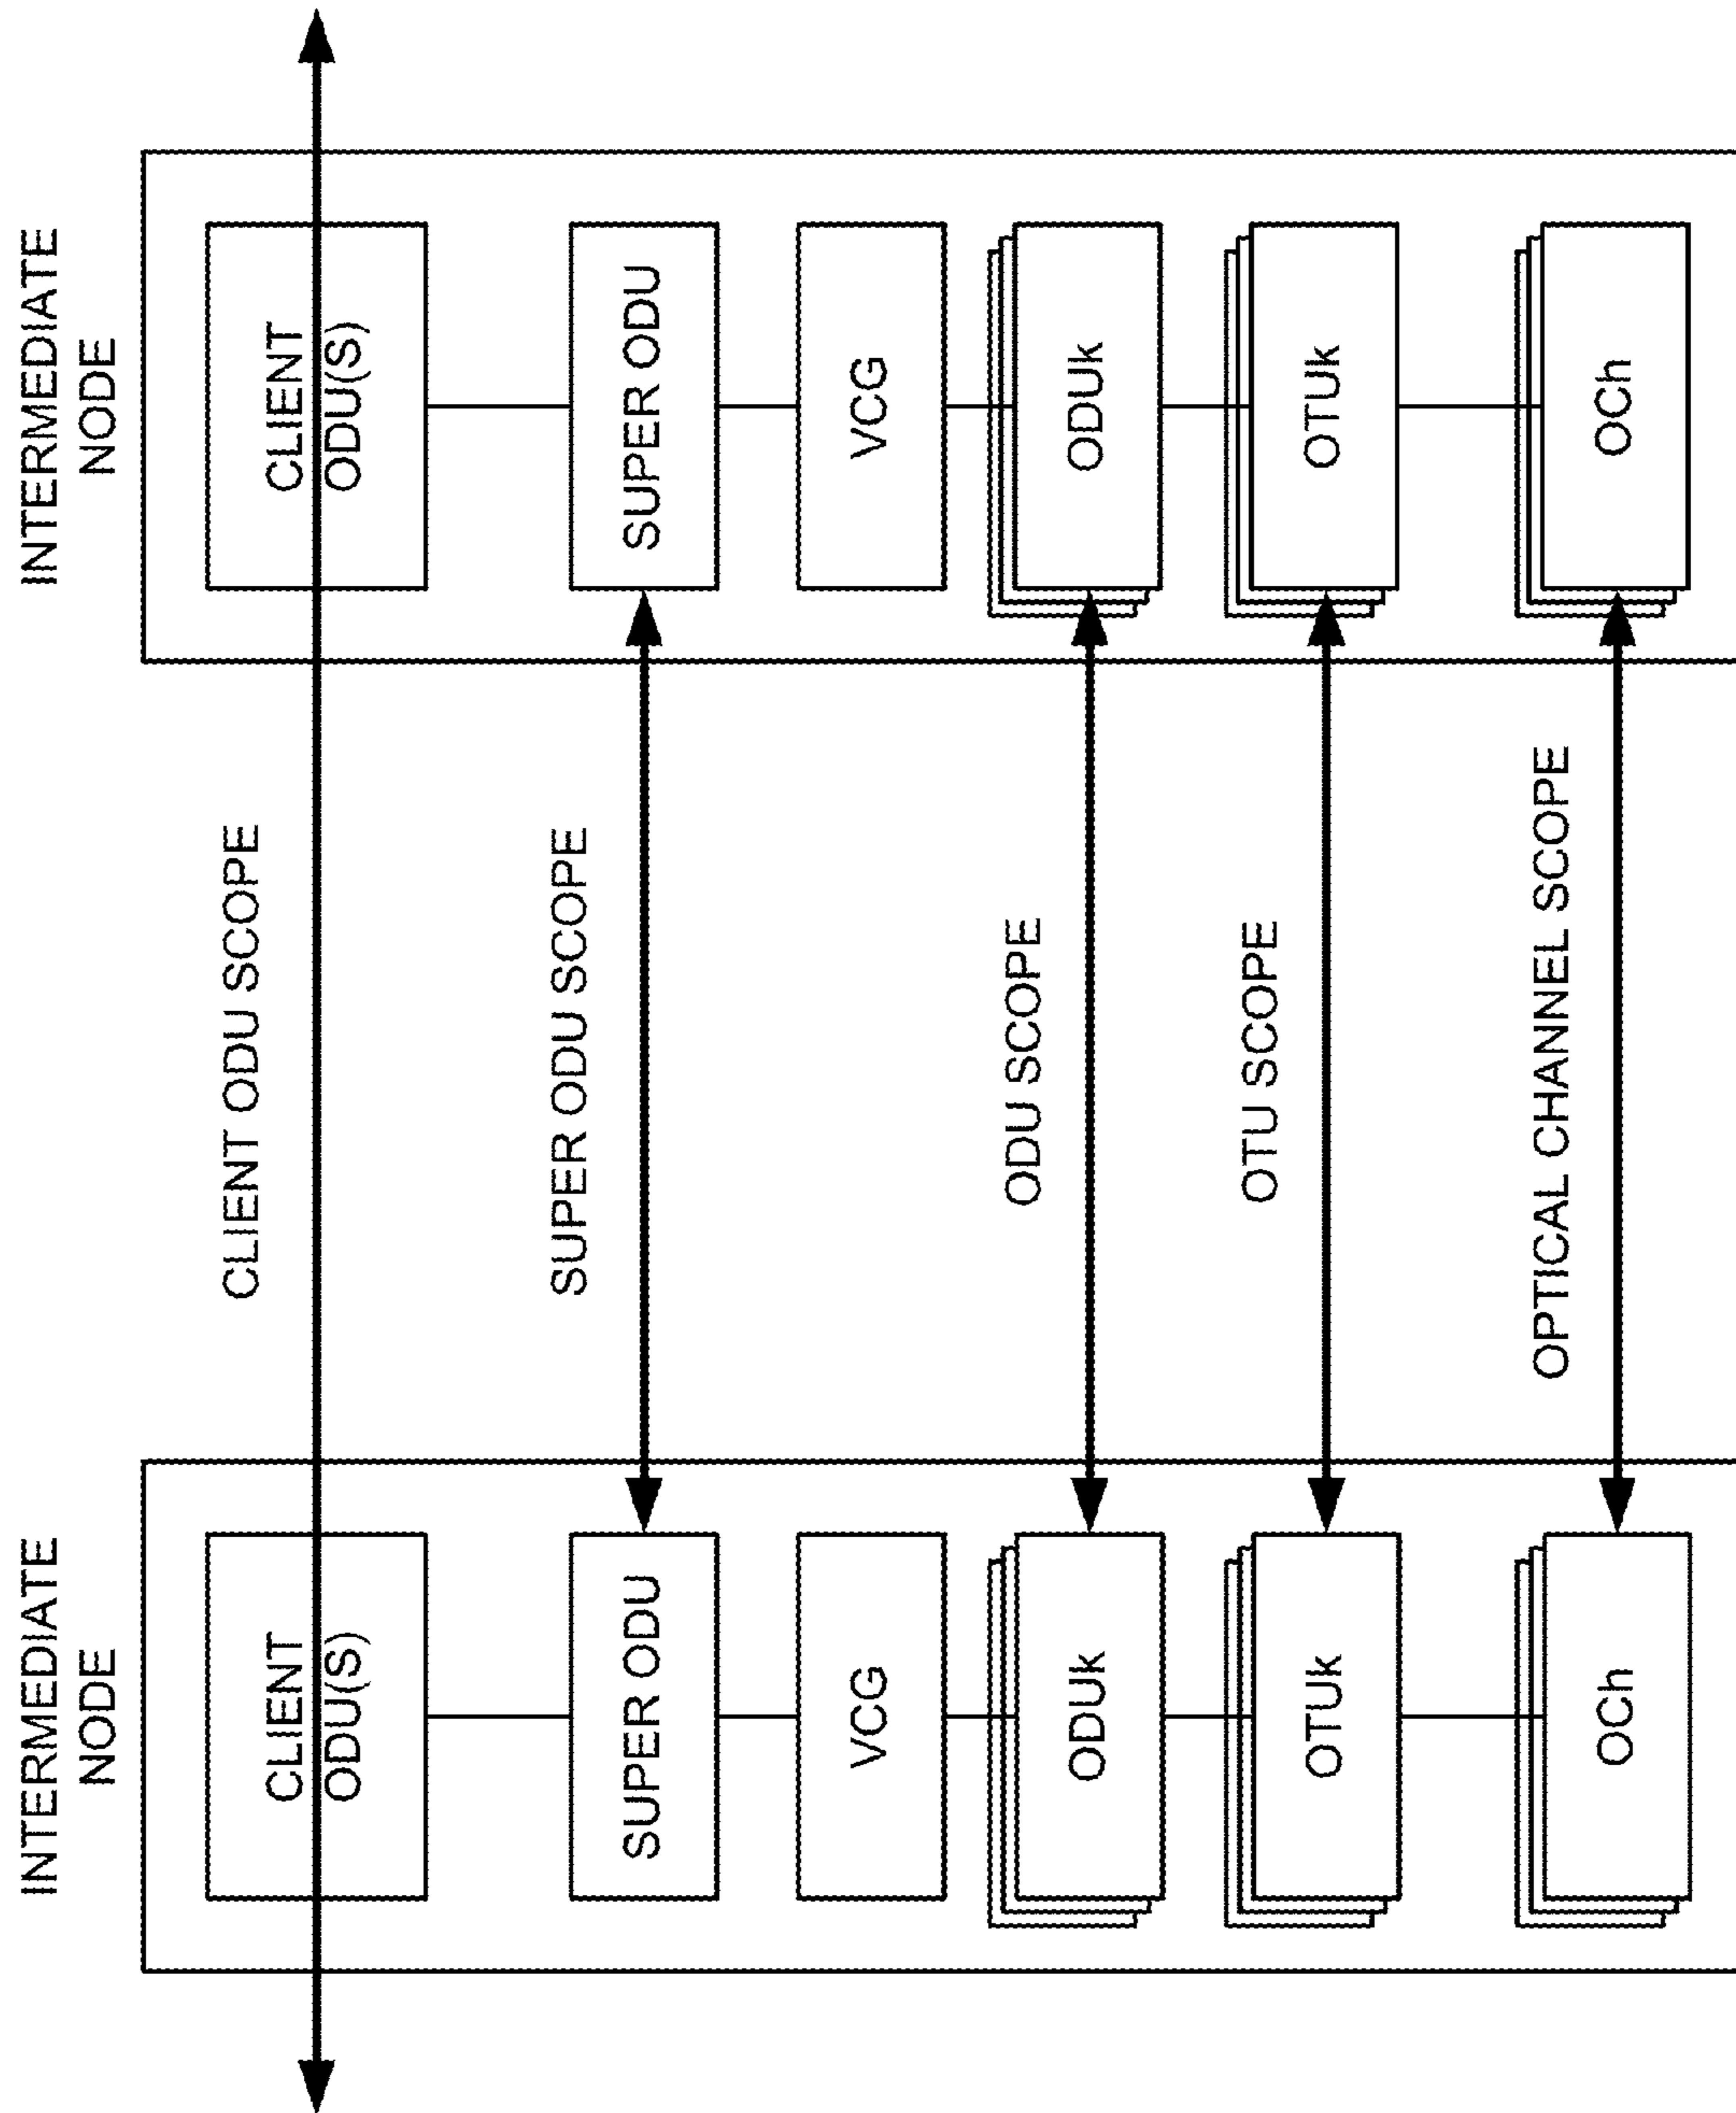 INTERMEDIATE
NODE
CLIENT
ODU(S)
SUPER ODU
VCG
ODUk
OTUk
OCh
CLIENT ODU SCOPE
SUPER ODU SCOPE
ODU SCOPE
OTU SCOPE
OPTICAL CHANNEL SCOPE
INTERMEDIATE
NODE
CLIENT
ODU(S)
SUPER ODU
VCG
ODUk
OTUk
OCh